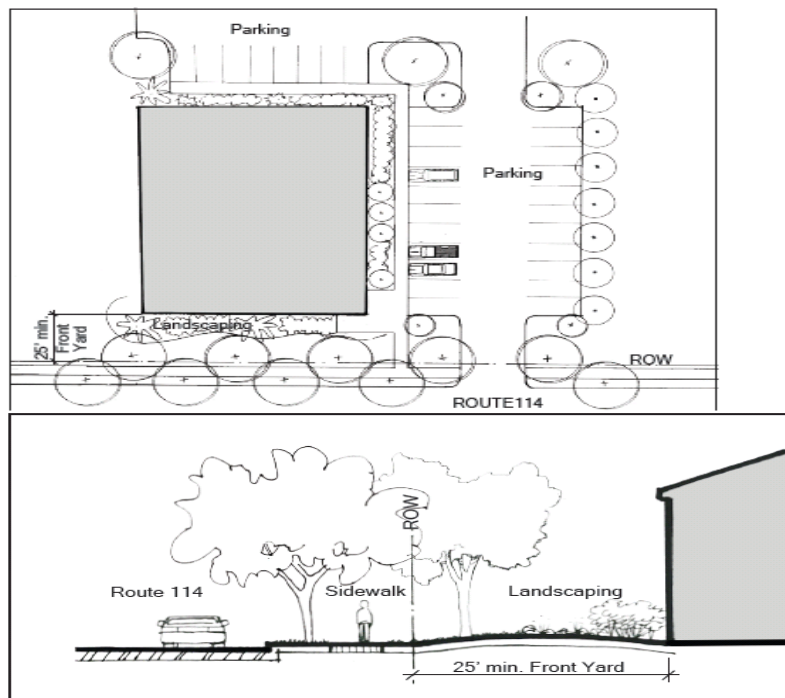 Parking
Parking
Landscaping
25' min.
Front
Yard
ROW
ROUTE114
ROW
Route 114
Sidewalk
Landscaping
25' min. Front Yard